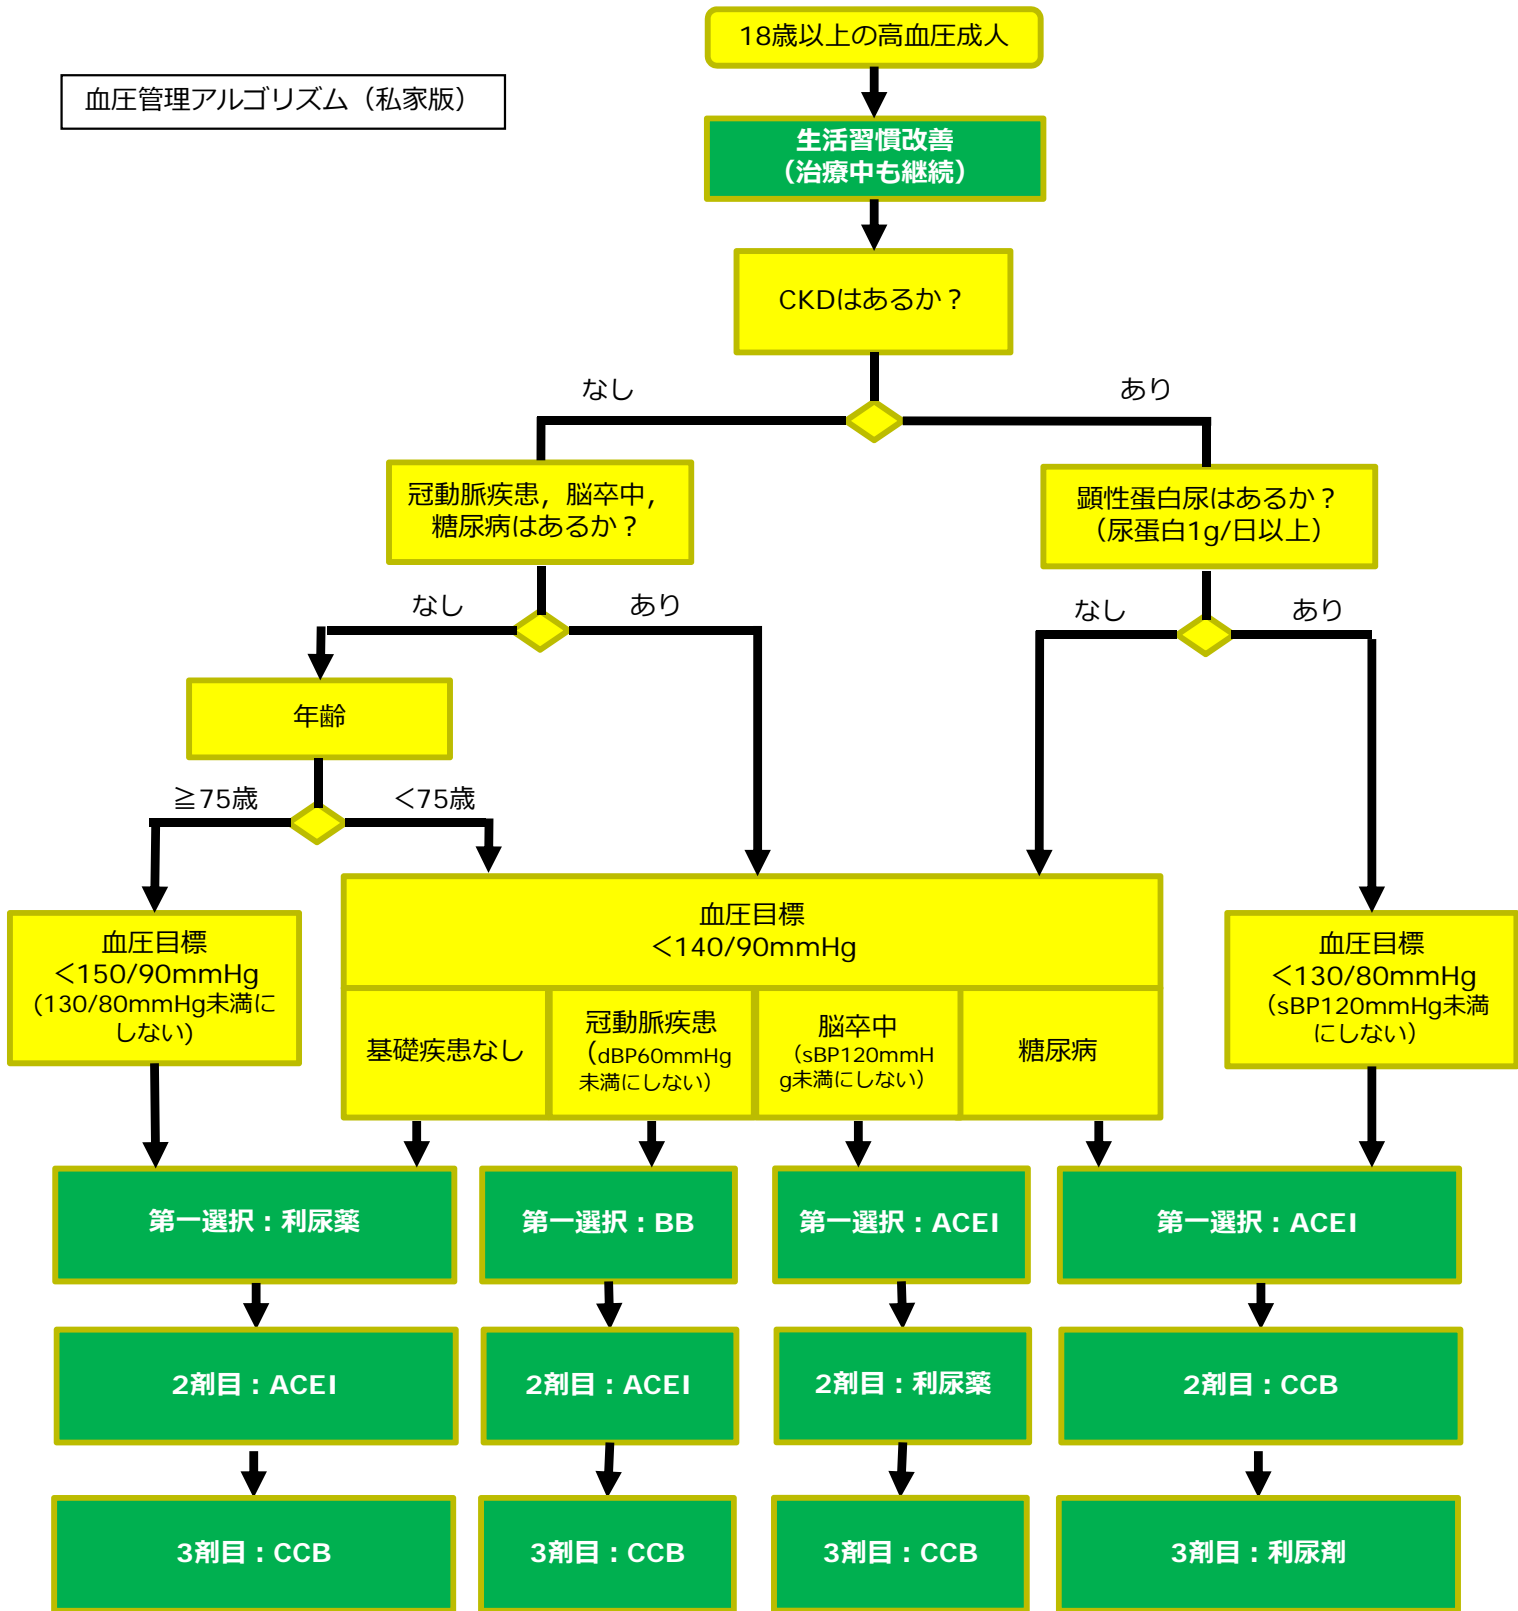 18歳以上の高血圧成人
血圧管理アルゴリズム（私家版）
生活習慣改善
（治療中も継続）
CKDはあるか？
なし
あり
冠動脈疾患，脳卒中，
糖尿病はあるか？
顕性蛋白尿はあるか？
（尿蛋白1g/日以上）
なし
あり
なし
あり
年齢
≧75歳
＜75歳
血圧目標
＜150/90mmHg
(130/80mmHg未満に
しない)
血圧目標
＜140/90mmHg
血圧目標
＜130/80mmHg
（sBP120mmHg未満
にしない）
基礎疾患なし
冠動脈疾患
（dBP60mmHg
未満にしない）
脳卒中
（sBP120mmH
g未満にしない）
糖尿病
第一選択：利尿薬
第一選択：BB
第一選択：ACEI
第一選択：ACEI
2剤目：ACEI
2剤目：ACEI
2剤目：利尿薬
2剤目：CCB
3剤目：CCB
3剤目：CCB
3剤目：CCB
3剤目：利尿剤